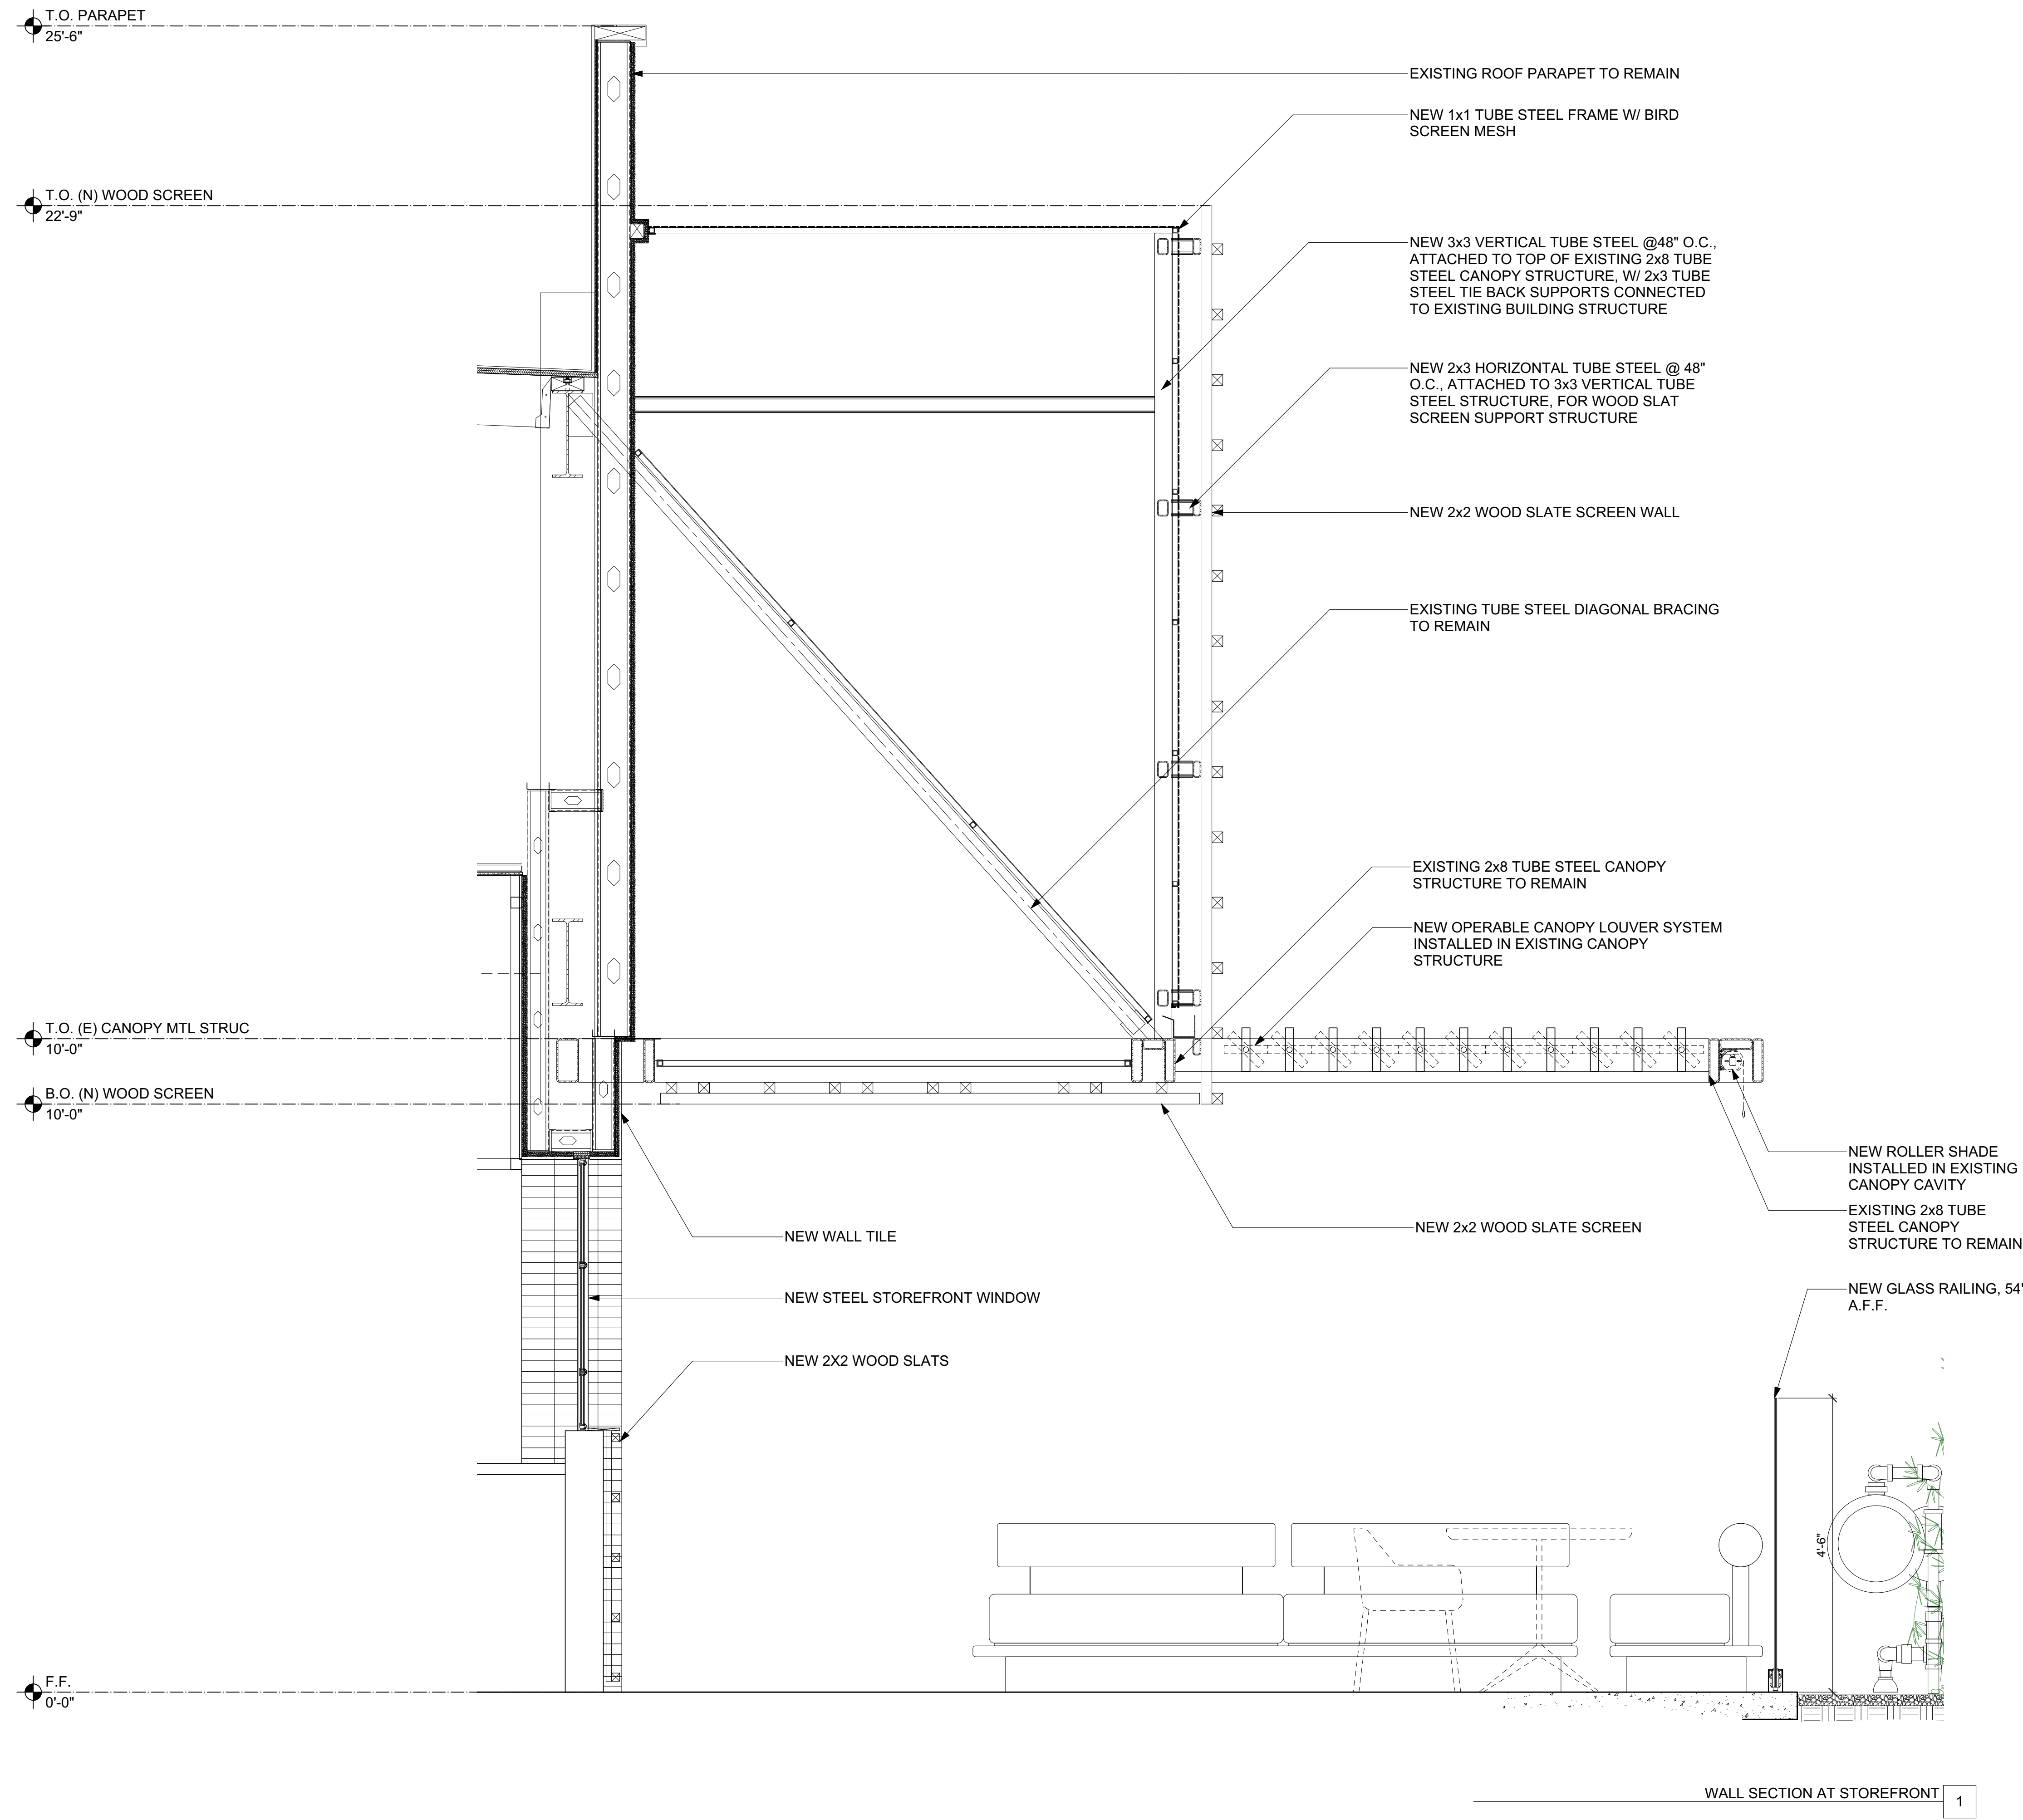 T.O. PARAPET
25'-6"
EXISTING ROOF PARAPET TO REMAIN
NEW 1x1 TUBE STEEL FRAME W/ BIRD
SCREEN MESH
T.O. (N) WOOD SCREEN
22'-9"
NEW 3x3 VERTICAL TUBE STEEL @48" O.C.,
ATTACHED TO TOP OF EXISTING 2x8 TUBE
STEEL CANOPY STRUCTURE, W/ 2x3 TUBE
STEEL TIE BACK SUPPORTS CONNECTED
TO EXISTING BUILDING STRUCTURE
NEW 2x3 HORIZONTAL TUBE STEEL @ 48"
O.C., ATTACHED TO 3x3 VERTICAL TUBE
STEEL STRUCTURE, FOR WOOD SLAT
SCREEN SUPPORT STRUCTURE
NEW 2x2 WOOD SLATE SCREEN WALL
EXISTING TUBE STEEL DIAGONAL BRACING
TO REMAIN
EXISTING 2x8 TUBE STEEL CANOPY
STRUCTURE TO REMAIN
NEW OPERABLE CANOPY LOUVER SYSTEM
INSTALLED IN EXISTING CANOPY
STRUCTURE
T.O. (E) CANOPY MTL STRUC
10'-0"
B.O. (N) WOOD SCREEN
10'-0"
NEW ROLLER SHADE
INSTALLED IN EXISTING
CANOPY CAVITY
EXISTING 2x8 TUBE
STEEL CANOPY
STRUCTURE TO REMAIN
NEW WALL TILE
NEW 2x2 WOOD SLATE SCREEN
NEW STEEL STOREFRONT WINDOW
NEW GLASS RAILING, 54"
A.F.F.
NEW 2X2 WOOD SLATS
4'-6"
F.F.
0'-0"
WALL SECTION AT STOREFRONT
1